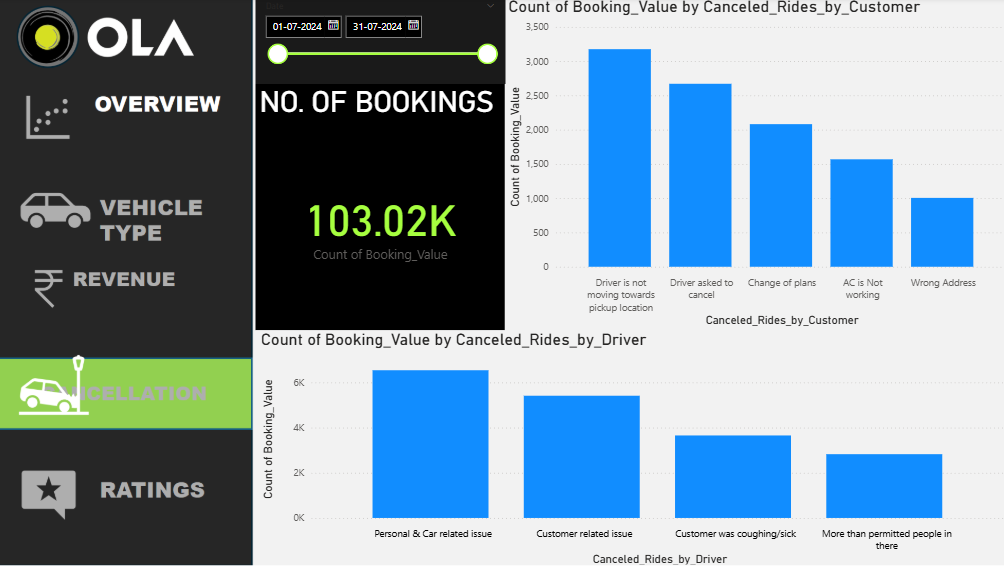 OLA
OVERVIEW
VEHICLE
TYPE
REVENUE
RATINGS
01-07-2024 31-07-2024
NO. OF BOOKINGS
103.02K
Count of Booking_Value
Count of Booking_Value by Canceled_Rides_by_Customer
Count of Booking_Value
3,500
3,000
2,500
2,000
1,500
1,000
500
0
Driver is not
moving towards
pickup location
Driver asked to
cancel
Change of plans
AC is Not
working
Wrong Address
Canceled_Rides_by_Customer
Count of Booking_Value by Canceled_Rides_by_Driver
Count of Booking_Value
6K
4K
2K
0K
Personal & Car related issue
Customer related issue
Customer was coughing/sick
More than permitted people in
there
Canceled_Rides_by_Driver